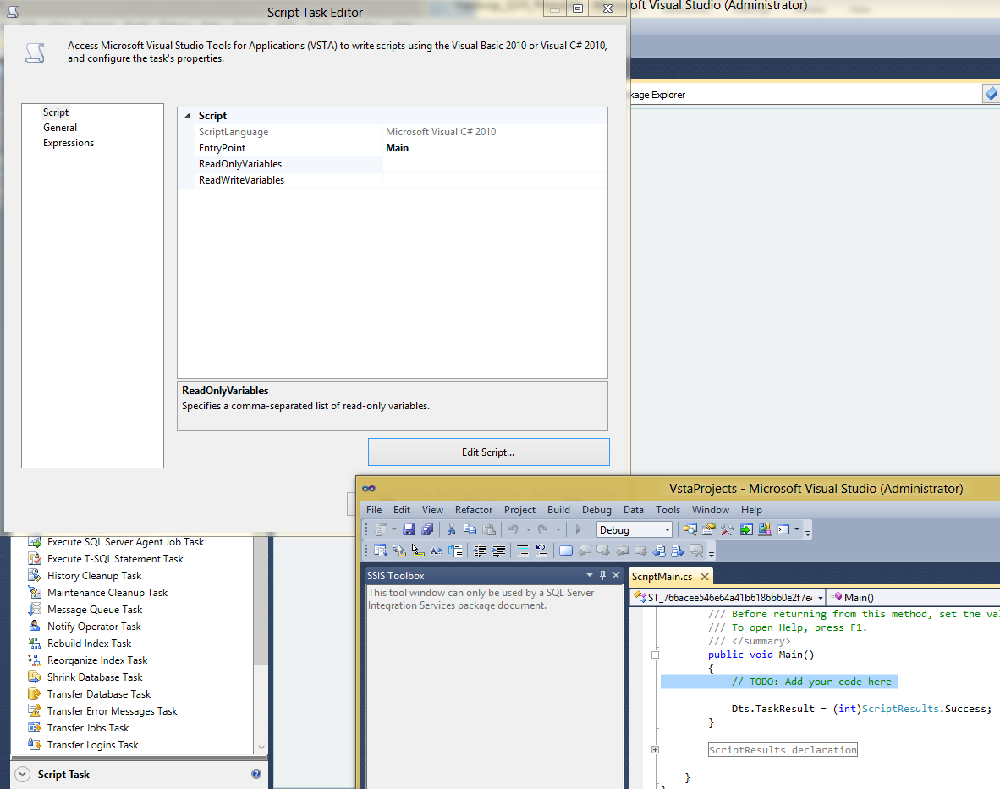 Script Task Editor
oft Visual Studio (Administrator)
Access Microsoft Visual Studio Tools for Applications (VSTA) to write scripts using the Visual Basic 2010 or Visual C# 2010,
and configure the task's properties.
kage Explorer
Script
General
Expressions
Script
ScriptLanguage Microsoft Visual C# 2010
EntryPoint Main
ReadOnlyVariables
ReadWriteVariables
ReadOnlyVariables
Specifies a comma-separated list of read-only variables.
Edit Script...
VstaProjects - Microsoft Visual Studio (Administrator)
File Edit View Refactor Project Build Debug Data Tools Window Help
Debug
Execute SQL Server Agent Job Task
Execute T-SQL Statement Task
History Cleanup Task
Maintenance Cleanup Task
Message Queue Task
Notify Operator Task
Rebuild Index Task
Reorganize Index Task
Shrink Database Task
Transfer Database Task
Transfer Error Messages Task
Transfer Jobs Task
Transfer Logins Task
Script Task
SSIS Toolbox
This tool window can only be used by a SQL Server
Integration Services package document.
ScriptMain.cs
ST_766acee546e64a41b6186b60e2f7e Main()
/// Before returning from this method, set the va
/// To open Help, press F1.
/// </summary>
public void Main()
{
// TODO: Add your code here
Dts.TaskResult = (int)ScriptResults.Success;
}
ScriptResults declaration
}